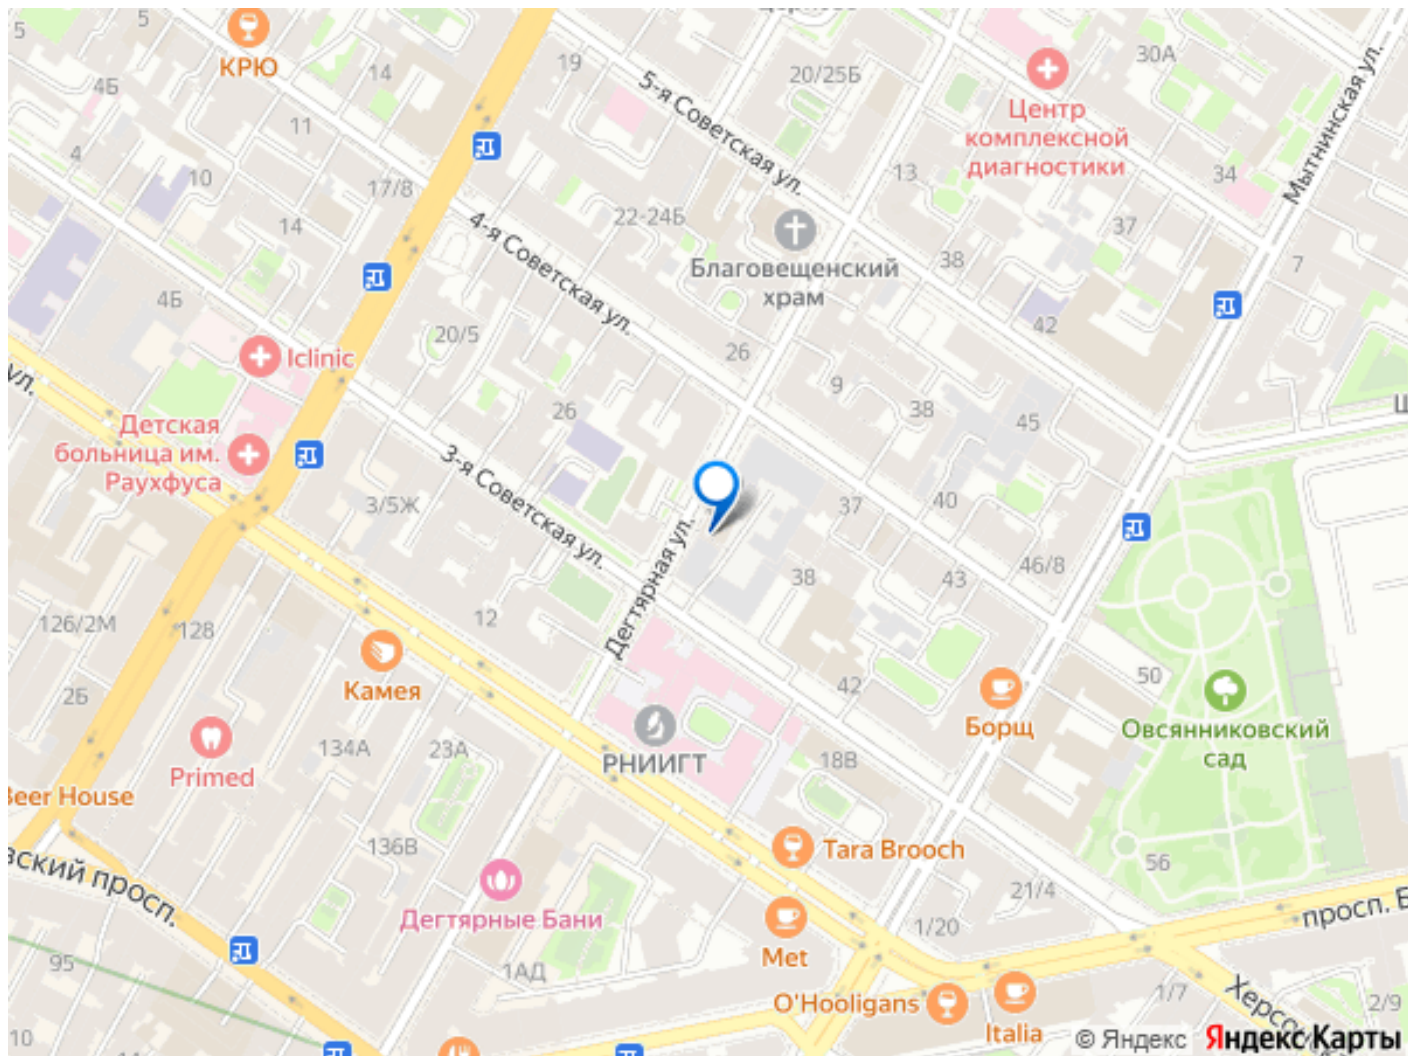 5
КРЮ
5
14
4Б
11
4
10
17/8
14
19
5-я Советская ул.
20/25Б
30А
Центр
комплексной
диагностики
34
Мытнинская ул.
13
22-24Б
4-я Советская ул.
Благовещенский
храм
38
37
7
42
4Б
20/5
Iclinic
26
9
38
45
ул.
Детская
больница им.
Раухфуса
26
3-я Советская ул.
3/5Ж
37
40
46/8
43
38
Дегтярная ул.
12
126/2М
128
Камея
2Б
134А
23А
РНИИГТ
42
18В
Борщ
50
Овсянниковский
сад
Primed
Beer House
136В
Tara Brooch
56
21/4
1/20
просп. Б
Дегтярные Бани
Met
95
1АД
O'Hooligans
Italia
1/7
2/9
10
© Яндекс Яндекс Карты